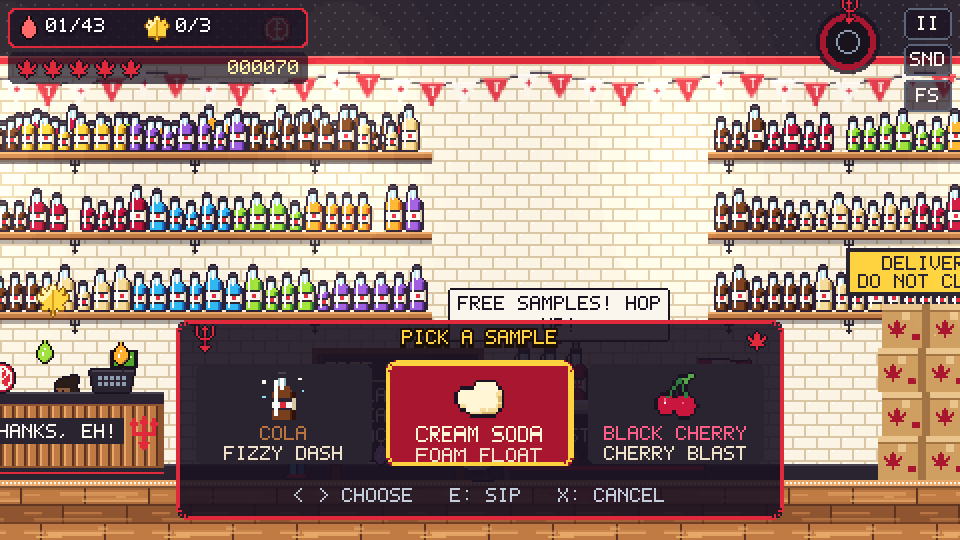 01/43
0/3
000070
II
SND
FS
DELIVER
DO NOT CL
FREE SAMPLES! HOP
PICK A SAMPLE
HANKS, EH!
COLA
FIZZY DASH
CREAM SODA
FOAM FLOAT
BLACK CHERRY
CHERRY BLAST
< > CHOOSE E: SIP X: CANCEL